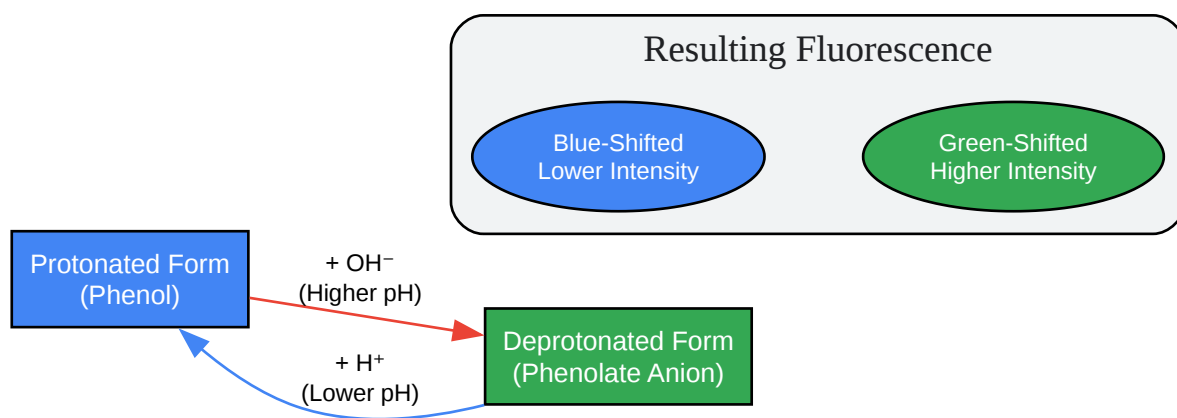 Resulting Fluorescence
Blue-Shifted
Lower Intensity
Green-Shifted
Higher Intensity
Protonated Form
(Phenol)
+ OH⁻
(Higher pH)
Deprotonated Form
(Phenolate Anion)
+ H⁺
(Lower pH)